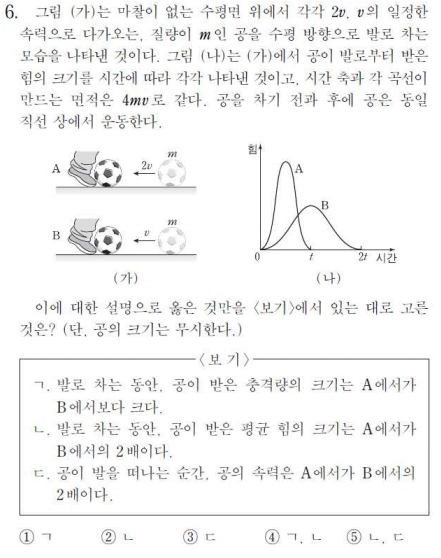 6. 그림 (가)는 마찰이 없는 수평면 위에서 각각 2v, v의 일정한
속력으로 다가오는, 질량이 m인 공을 수평 방향으로 발로 차는
모습을 나타낸 것이다. 그림 (나)는 (가)에서 공이 발로부터 받은
힘의 크기를 시간에 따라 각각 나타낸 것이고, 시간 축과 각 곡선이
만드는 면적은 4mv로 같다. 공을 차기 전과 후에 공은 동일
직선 상에서 운동한다.
A 2v m
B v m
(가)
힘
A
B
0 t 2t 시간
(나)
이에 대한 설명으로 옳은 것만을 <보기>에서 있는 대로 고른
것은? (단, 공의 크기는 무시한다.)
<보 기>
ㄱ. 발로 차는 동안, 공이 받은 충격량의 크기는 A에서가
B에서보다 크다.
ㄴ. 발로 차는 동안, 공이 받은 평균 힘의 크기는 A에서가
B에서의 2배이다.
ㄷ. 공이 발을 떠나는 순간, 공의 속력은 A에서가 B에서의
2배이다.
① ㄱ ② ㄴ ③ ㄷ ④ ㄱ, ㄴ ⑤ ㄴ, ㄷ